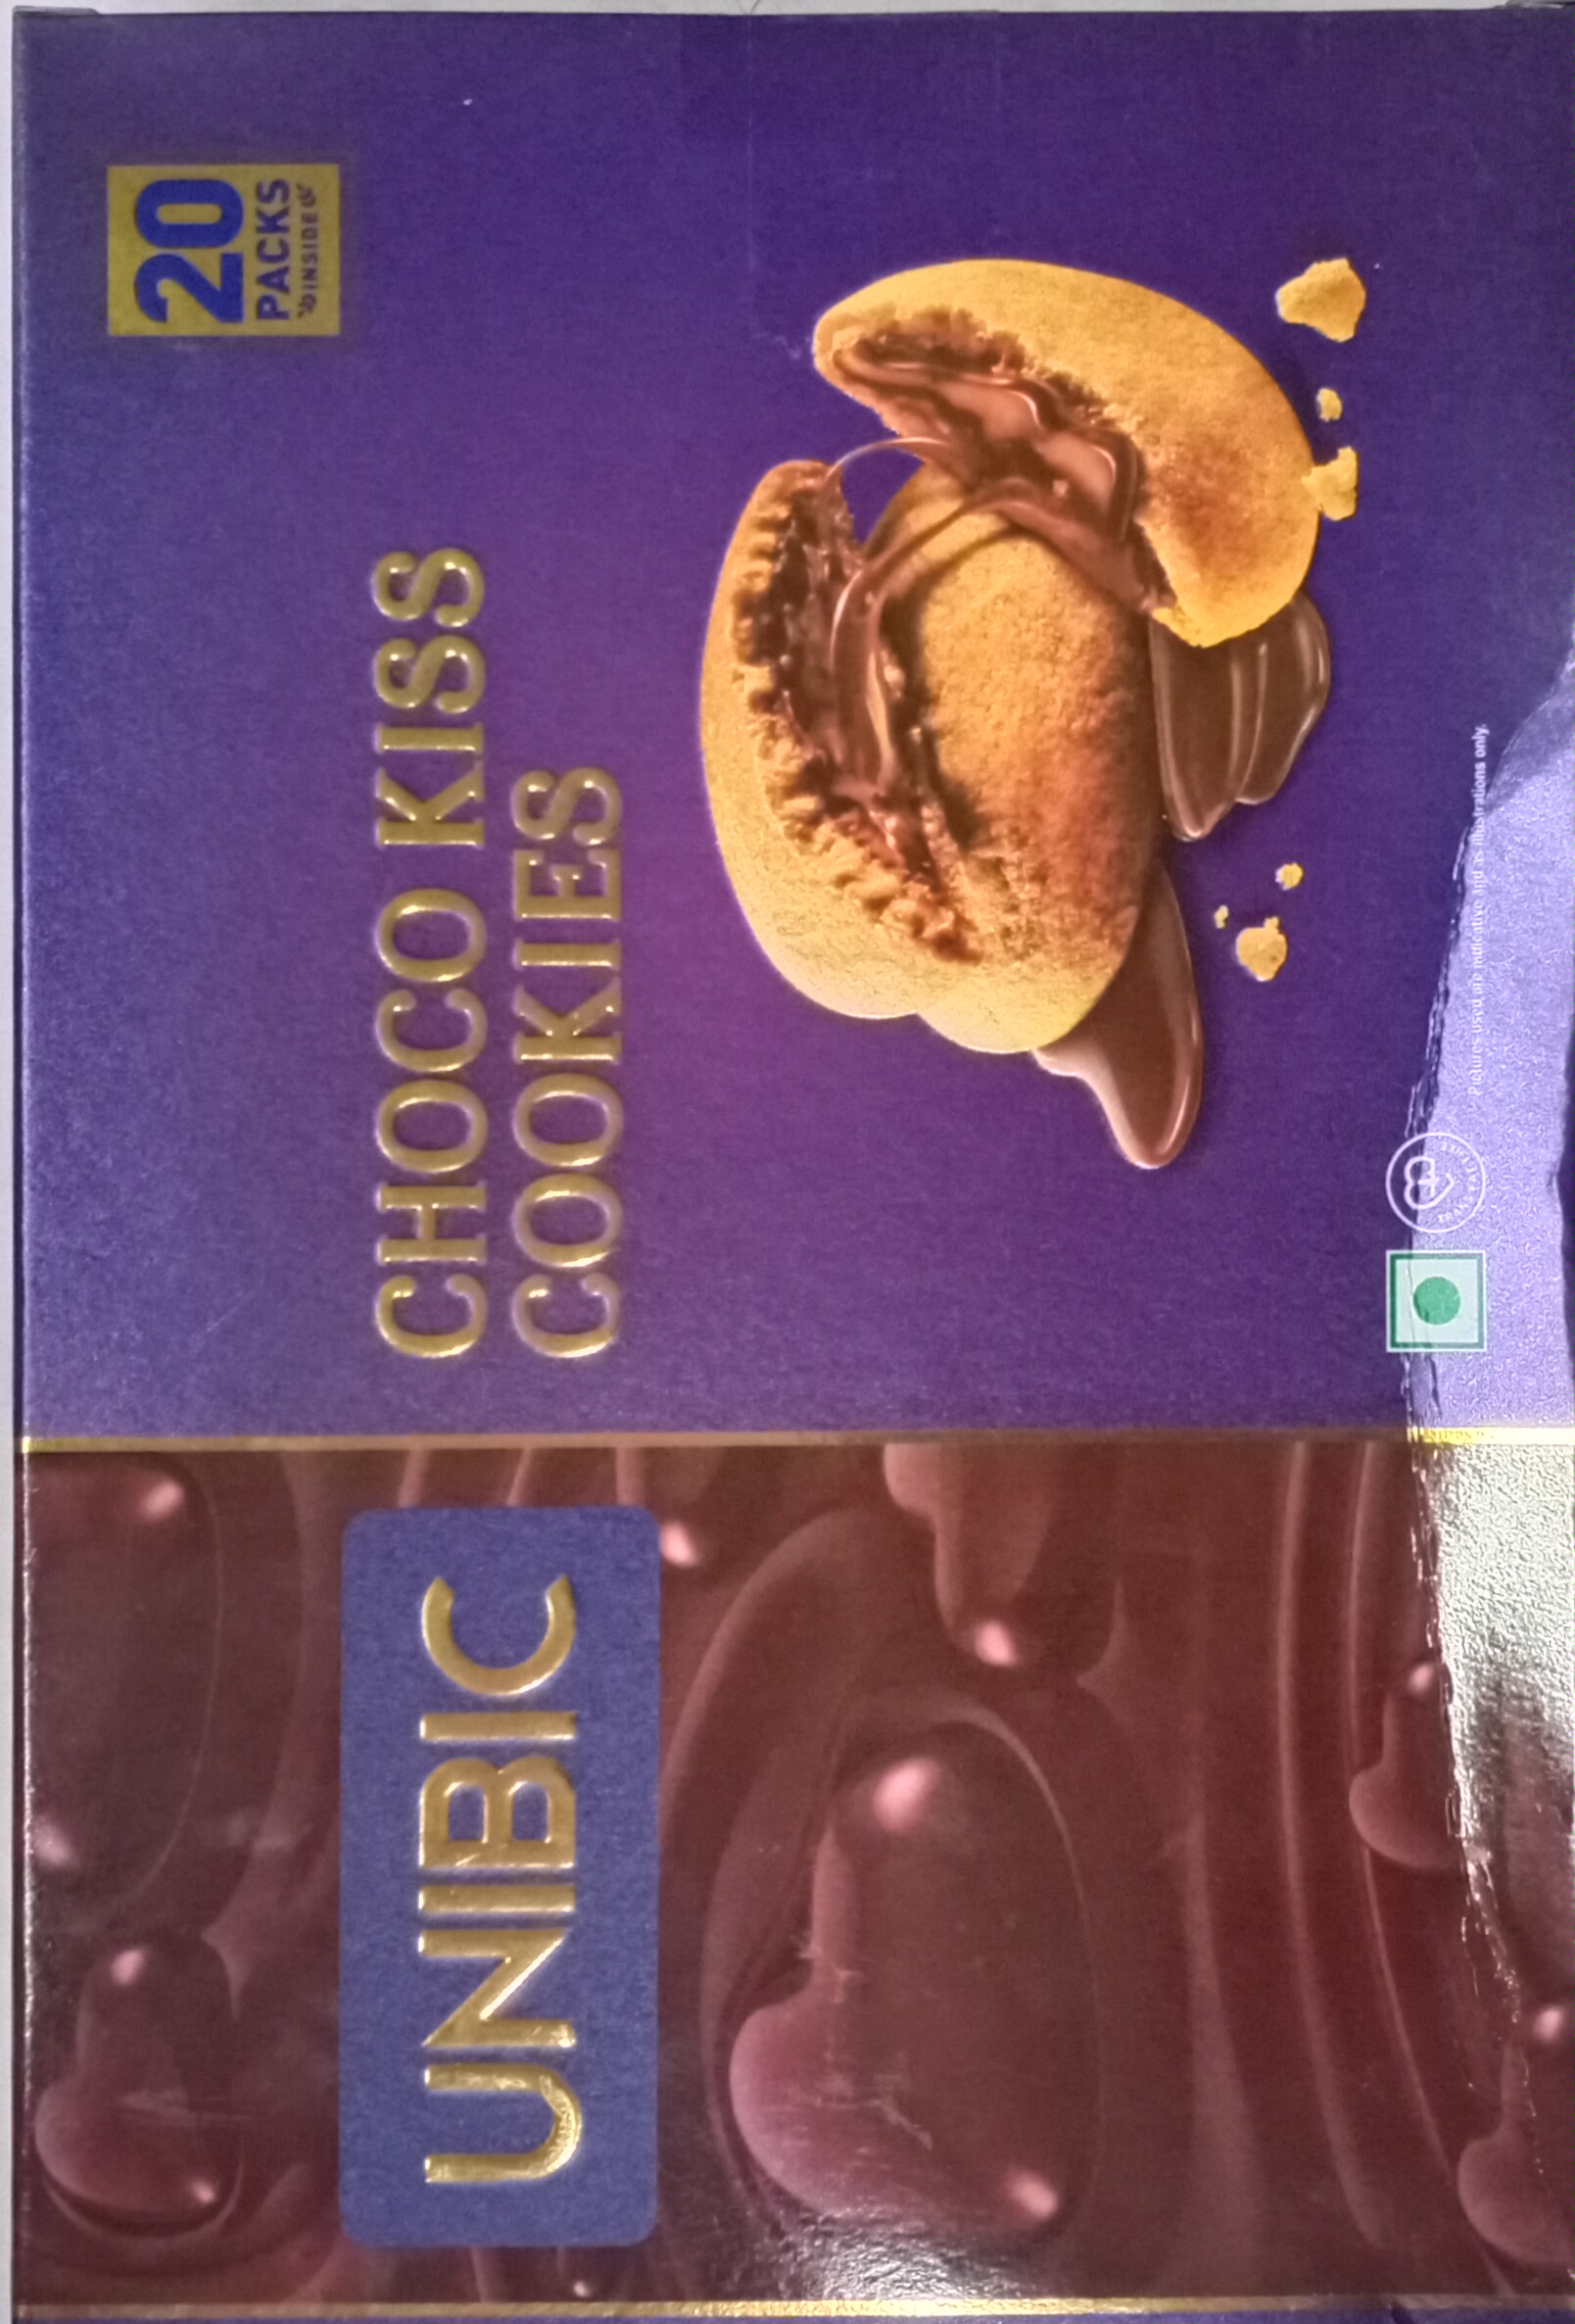 UNIBIC
CHOCO KISS
COOKIES
20
PACKS
INSIDE
Pictures used are indicative and as illustrations only.